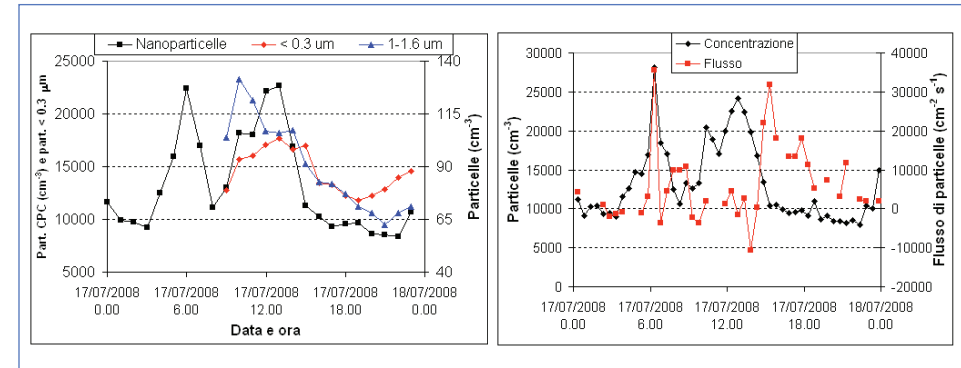 Nanoparticelle < 0.3 um 1-1.6 um
Part. CPC (cm-3) e part. < 0.3 μm
25000
20000
15000
10000
5000
140
115
90
65
40
Particelle (cm-3)
17/07/2008 17/07/2008 17/07/2008 17/07/2008 18/07/2008
0.00 6.00 12.00 18.00 0.00
Data e ora
Concentrazione
Flusso
Particelle (cm-3)
30000
25000
20000
15000
10000
5000
0
40000
30000
20000
10000
0
-10000
-20000
Flusso di particelle (cm-2 s-1)
17/07/2008 17/07/2008 17/07/2008 17/07/2008 18/07/2008
0.00 6.00 12.00 18.00 0.00